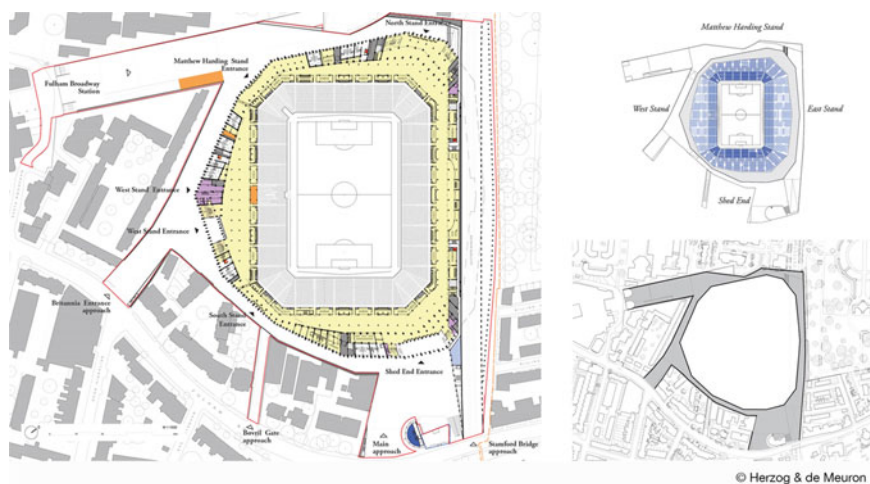 North Stand Entrance
Matthew Harding Stand
Entrance
Fulham Broadway
Station
West Stand Entrance
West Stand Entrance
Britannia Entrance
approach
South Stand
Entrance
Shed End Entrance
Bovril Gate
approach
Main
approach
Stamford Bridge
approach
Matthew Harding Stand
West Stand
East Stand
Shed End
© Herzog & de Meuron